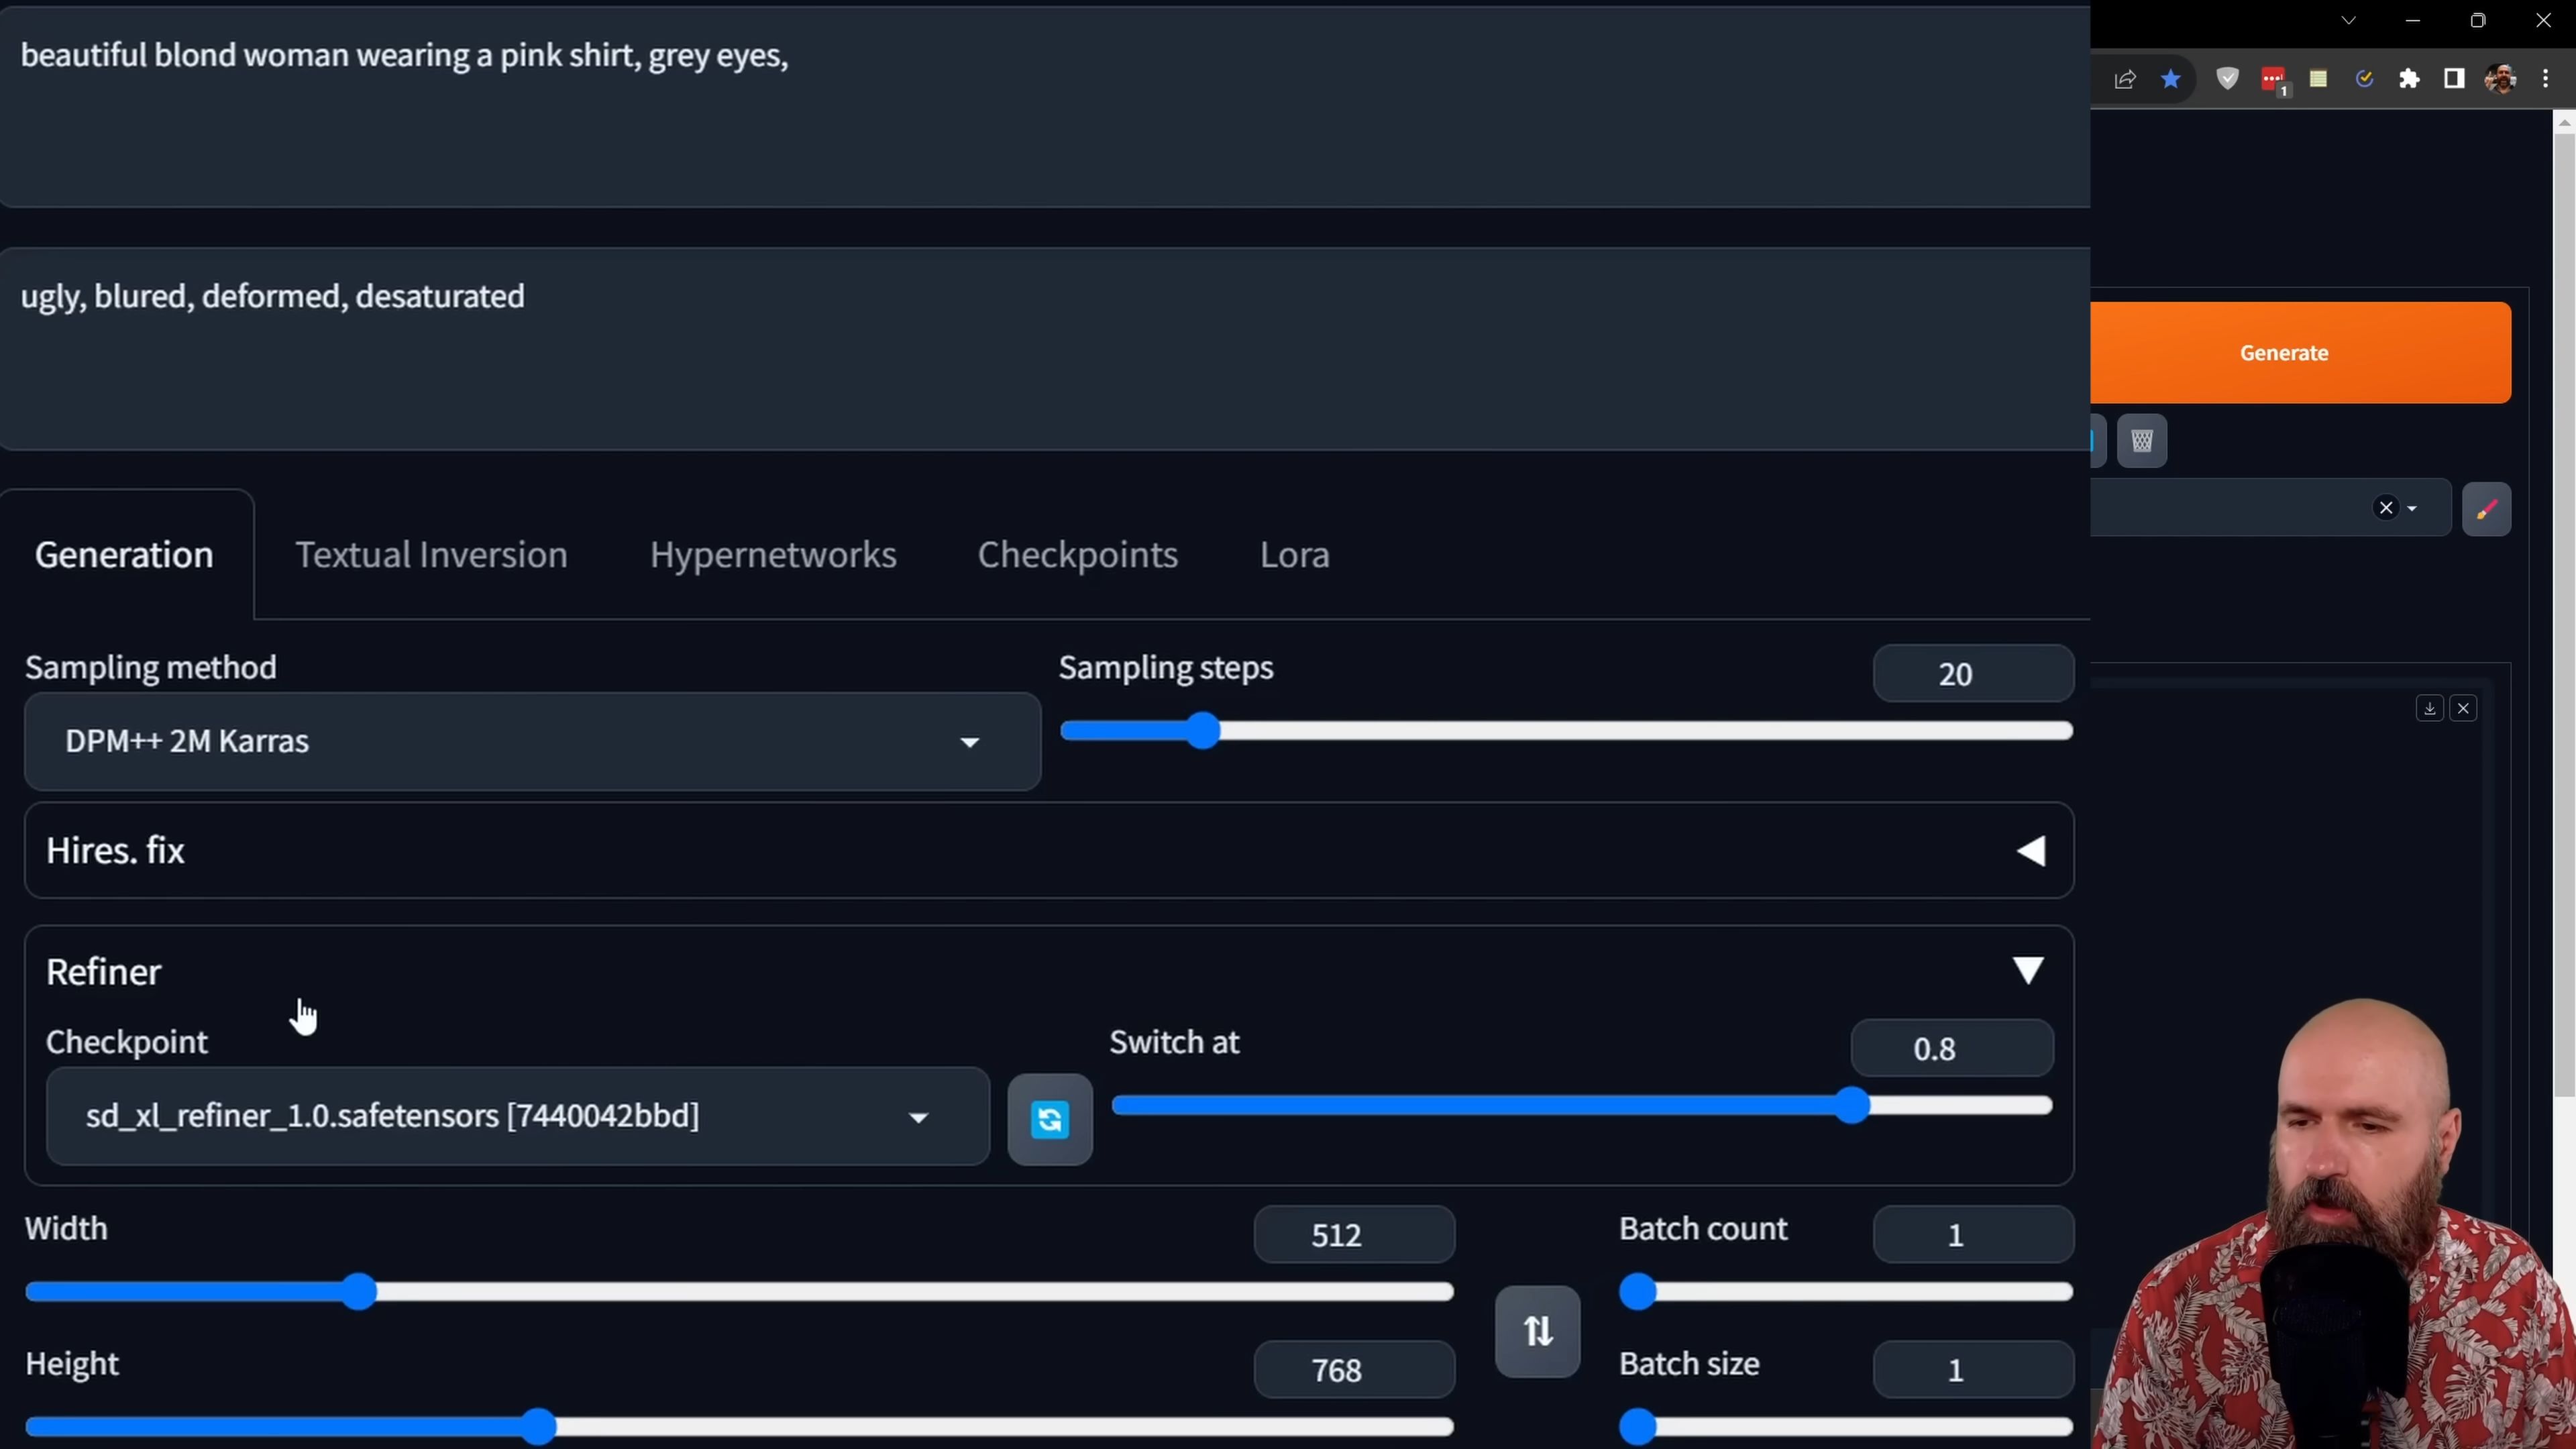 beautiful blond woman wearing a pink shirt, grey eyes,
1
ugly, blured, deformed, desaturated
Generate
Generation
Textual Inversion
Hypernetworks
Checkpoints
Lora
Sampling method
Sampling steps
20
DPM++ 2M Karras
Hires. fix
Refiner
Checkpoint
Switch at
0.8
sd_xl_refiner_1.0.safetensors [7440042bbd]
Width
512
Batch count
1
Height
768
Batch size
1